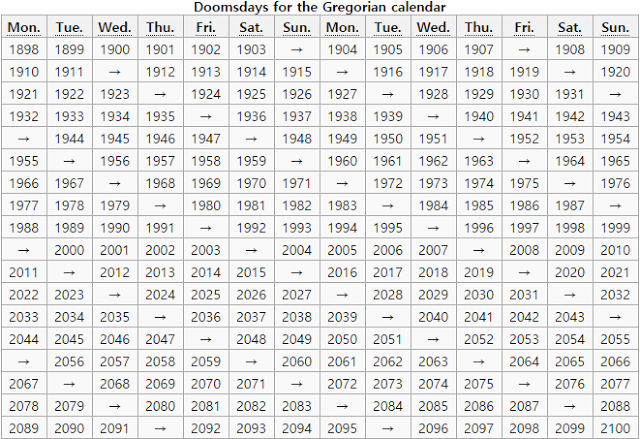 Doomsdays for the Gregorian calendar
Mon. Tue. Wed. Thu. Fri. Sat. Sun. Mon. Tue. Wed. Thu. Fri. Sat. Sun.
1898 1899 1900 1901 1902 1903 → 1904 1905 1906 1907 → 1908 1909
1910 1911 → 1912 1913 1914 1915 → 1916 1917 1918 1919 → 1920
1921 1922 1923 → 1924 1925 1926 1927 → 1928 1929 1930 1931 →
1932 1933 1934 1935 → 1936 1937 1938 1939 → 1940 1941 1942 1943
→ 1944 1945 1946 1947 → 1948 1949 1950 1951 → 1952 1953 1954
1955 → 1956 1957 1958 1959 → 1960 1961 1962 1963 → 1964 1965
1966 1967 → 1968 1969 1970 1971 → 1972 1973 1974 1975 → 1976
1977 1978 1979 → 1980 1981 1982 1983 → 1984 1985 1986 1987 →
1988 1989 1990 1991 → 1992 1993 1994 1995 → 1996 1997 1998 1999
→ 2000 2001 2002 2003 → 2004 2005 2006 2007 → 2008 2009 2010
2011 → 2012 2013 2014 2015 → 2016 2017 2018 2019 → 2020 2021
2022 2023 → 2024 2025 2026 2027 → 2028 2029 2030 2031 → 2032
2033 2034 2035 → 2036 2037 2038 2039 → 2040 2041 2042 2043 →
2044 2045 2046 2047 → 2048 2049 2050 2051 → 2052 2053 2054 2055
→ 2056 2057 2058 2059 → 2060 2061 2062 2063 → 2064 2065 2066
2067 → 2068 2069 2070 2071 → 2072 2073 2074 2075 → 2076 2077
2078 2079 → 2080 2081 2082 2083 → 2084 2085 2086 2087 → 2088
2089 2090 2091 → 2092 2093 2094 2095 → 2096 2097 2098 2099 2100